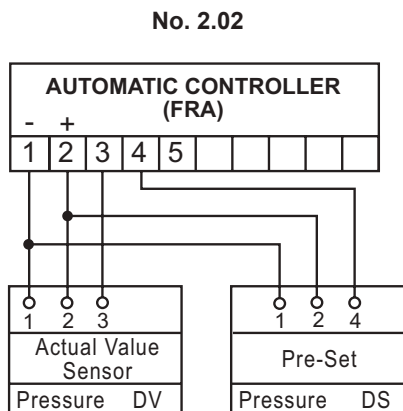 No. 2.02
AUTOMATIC CONTROLLER
(FRA)
- +
1 2 3 4 5
1 2 3
1 2 4
Actual Value
Sensor
Pre-Set
Pressure DV
Pressure DS